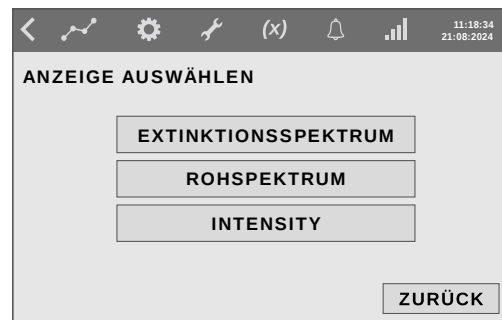 (x)
11:18:34
21:08:2024
ANZEIGE AUSWÄHLEN
EXTINKTIONSSPEKTRUM
ROHSPEKTRUM
INTENSITY
ZURÜCK